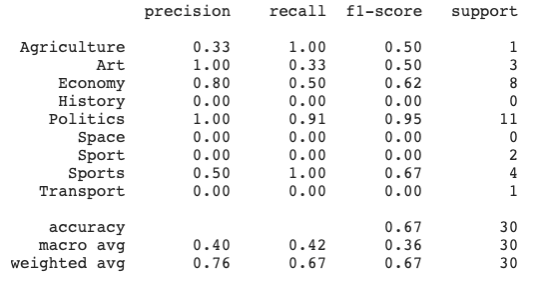 precision recall f1-score support
Agriculture 0.33 1.00 0.50 1
Art 1.00 0.33 0.50 3
Economy 0.80 0.50 0.62 8
History 0.00 0.00 0.00 0
Politics 1.00 0.91 0.95 11
Space 0.00 0.00 0.00 0
Sport 0.00 0.00 0.00 2
Sports 0.50 1.00 0.67 4
Transport 0.00 0.00 0.00 1
accuracy 0.67 30
macro avg 0.40 0.42 0.36 30
weighted avg 0.76 0.67 0.67 30